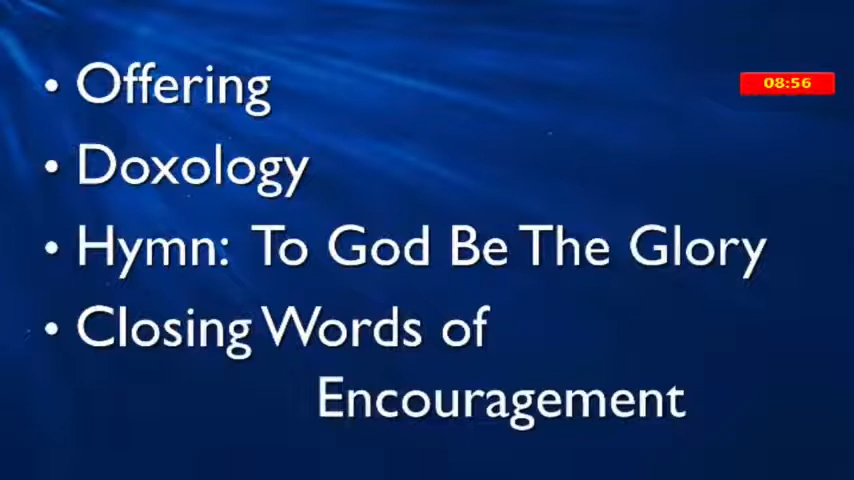 • Offering
08:56
• Doxology
• Hymn: To God Be The Glory
• Closing Words of
Encouragement